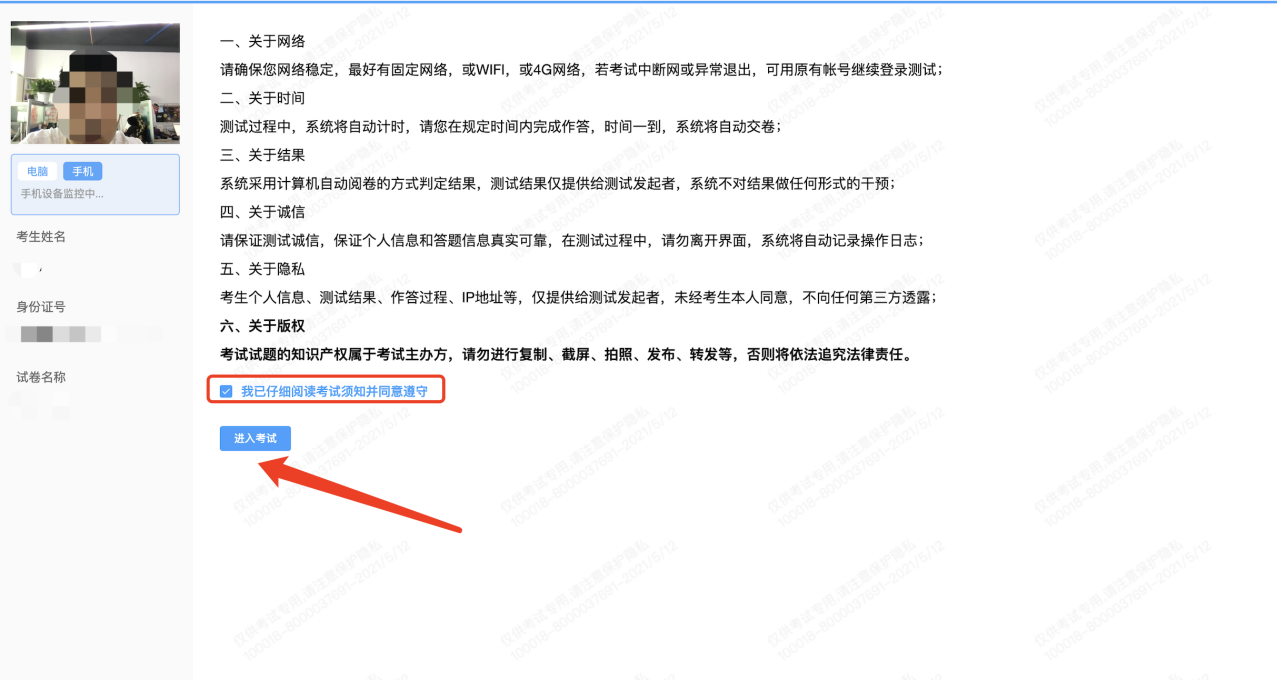 电脑 手机
手机设备监控中...
考生姓名
身份证号
试卷名称
一、关于网络
请确保您网络稳定，最好有固定网络，或WIFI，或4G网络，若考试中断网或异常退出，可用原有帐号继续登录测试；
二、关于时间
测试过程中，系统将自动计时，请您在规定时间内完成作答，时间一到，系统将自动交卷；
三、关于结果
系统采用计算机自动阅卷的方式判定结果，测试结果仅提供给测试发起者，系统不对结果做任何形式的干预；
四、关于诚信
请保证测试诚信，保证个人信息和答题信息真实可靠，在测试过程中，请勿离开界面，系统将自动记录操作日志；
五、关于隐私
考生个人信息、测试结果、作答过程、IP地址等，仅提供给测试发起者，未经考生本人同意，不向任何第三方透露；
六、关于版权
考试试题的知识产权属于考试主办方，请勿进行复制、截屏、拍照、发布、转发等，否则将依法追究法律责任。
我已仔细阅读考试须知并同意遵守
进入考试
仅供考试专用,请注意保护隐私
100018-8000037691-2021/5/12